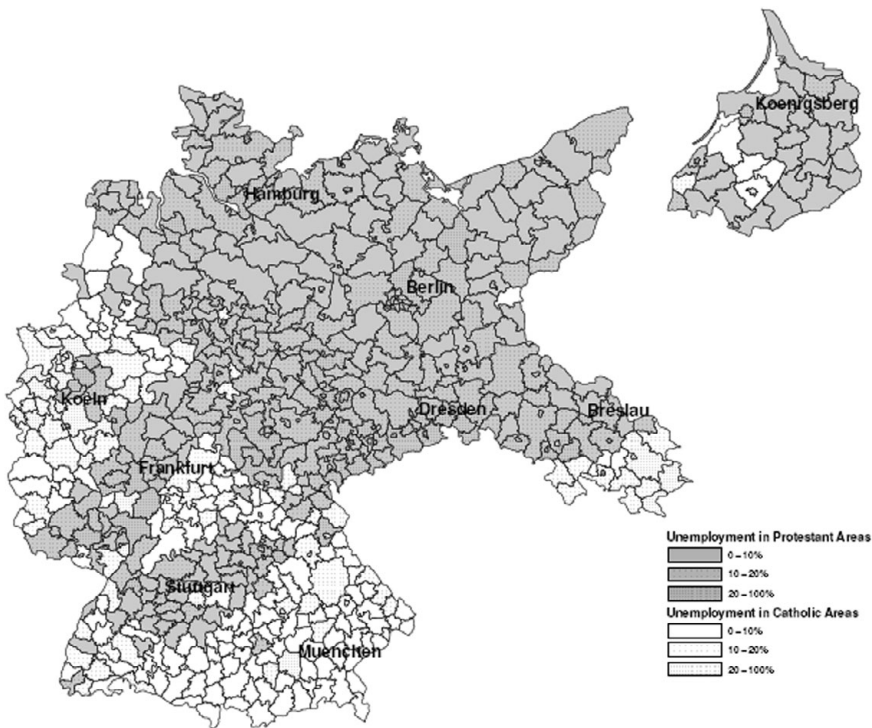 Koenigsberg
Hamburg
Berlin
Koeln
Dresden
Breslau
Frankfurt
Stuttgart
Muenchen
Unemployment in Protestant Areas
0 – 10%
10 – 20%
20 – 100%
Unemployment in Catholic Areas
0 – 10%
10 – 20%
20 – 100%